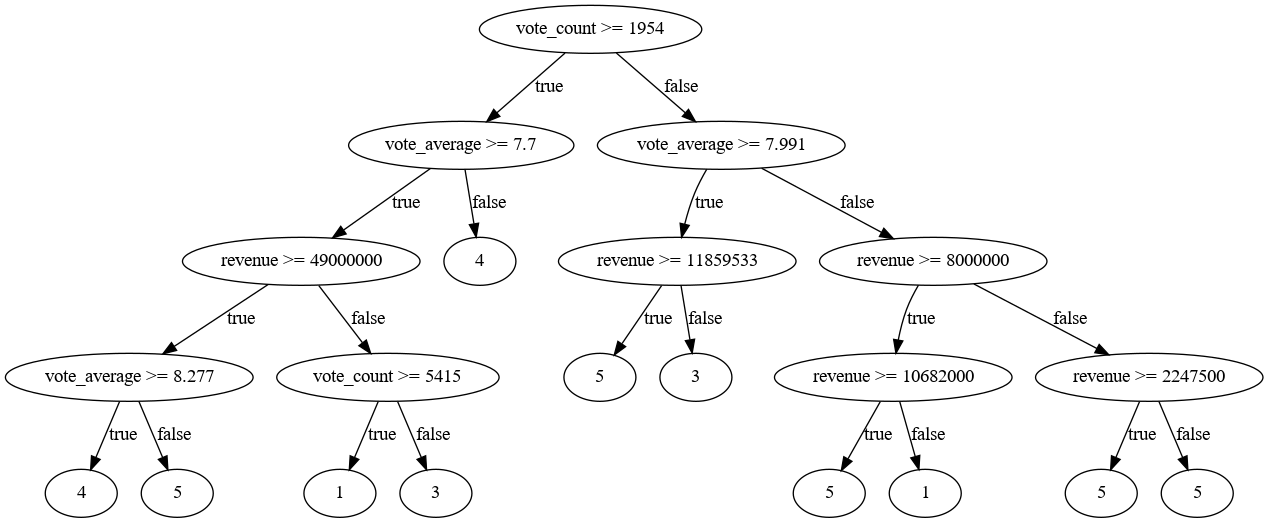 vote_count >= 1954
true
false
vote_average >= 7.7
vote_average >= 7.991
true
false
true
false
revenue >= 49000000
4
revenue >= 11859533
revenue >= 8000000
true
false
true
false
true
false
vote_average >= 8.277
vote_count >= 5415
5
3
revenue >= 10682000
revenue >= 2247500
true
false
true
false
true
false
true
false
4
5
1
3
5
1
5
5